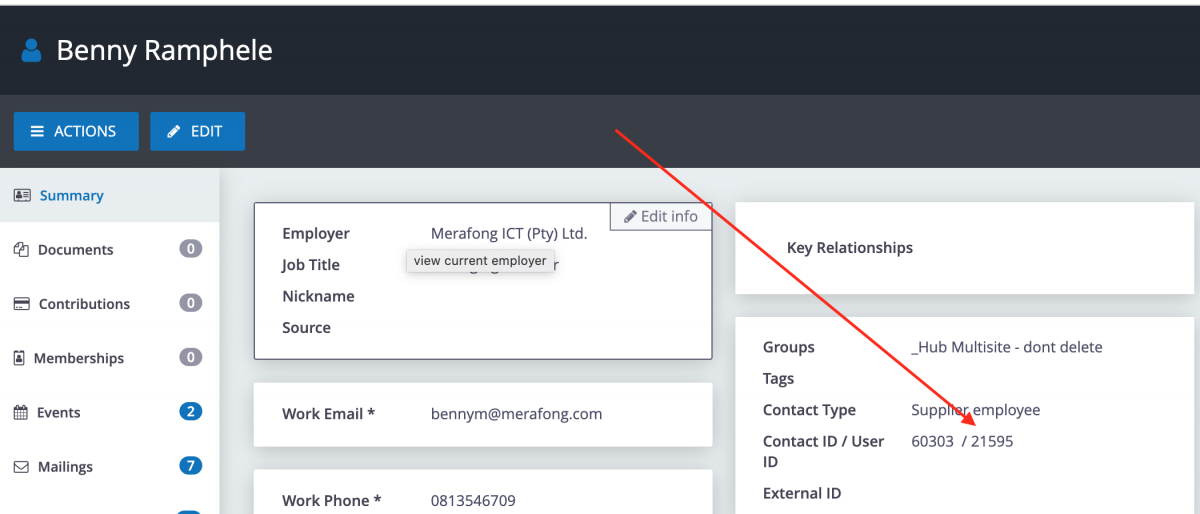 Benny Ramphele
ACTIONS
EDIT
Summary
Documents 0
Contributions 0
Memberships 0
Events 2
Mailings 7
Edit info
Employer Merafong ICT (Pty) Ltd.
view current employer
Job Title
Nickname
Source
Work Email * bennym@merafong.com
Work Phone * 0813546709
Key Relationships
Groups _Hub Multisite - dont delete
Tags
Contact Type Supplier employee
Contact ID / User 60303 / 21595
ID
External ID